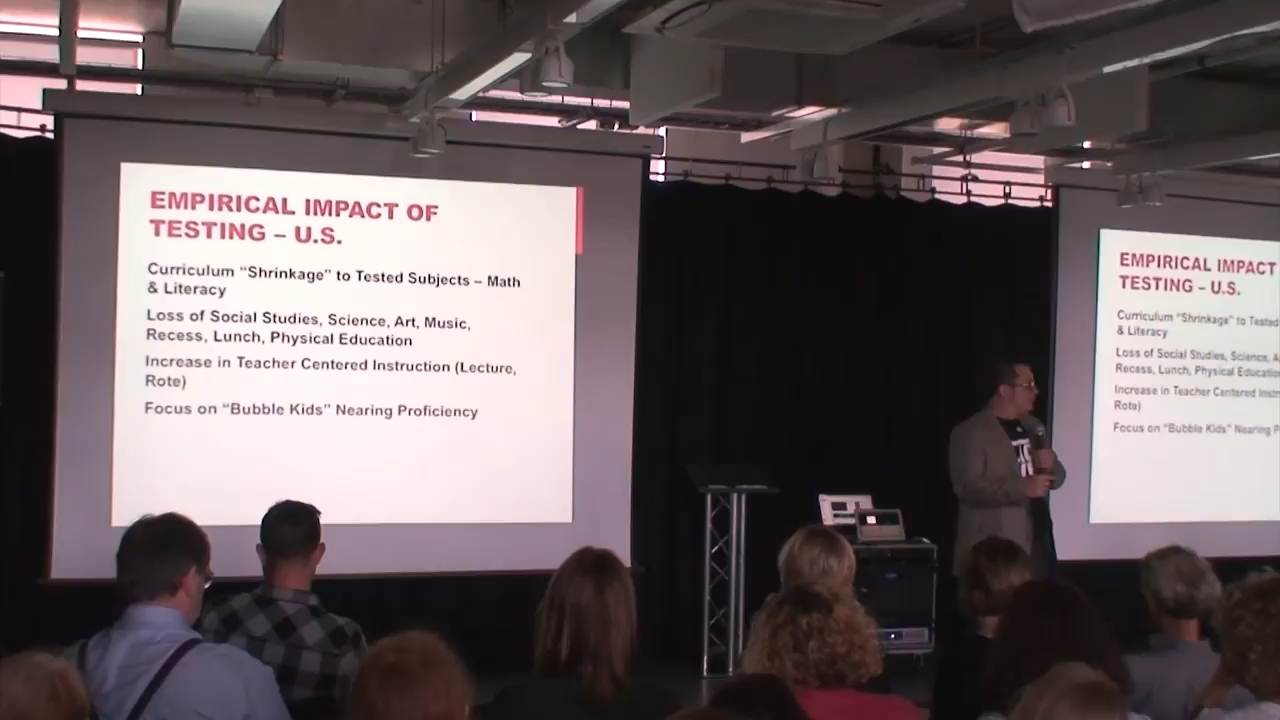 EMPIRICAL IMPACT OF
TESTING – U.S.
Curriculum “Shrinkage” to Tested Subjects – Math
& Literacy
Loss of Social Studies, Science, Art, Music,
Recess, Lunch, Physical Education
Increase in Teacher Centered Instruction (Lecture,
Rote)
Focus on “Bubble Kids” Nearing Proficiency
EMPIRICAL IMPACT
TESTING – U.S.
Curriculum “Shrinkage” to Tested
& Literacy
Loss of Social Studies, Science,
Recess, Lunch, Physical
Increase in Teacher Centered
Rote)
Focus on “Bubble Kids” Nearing